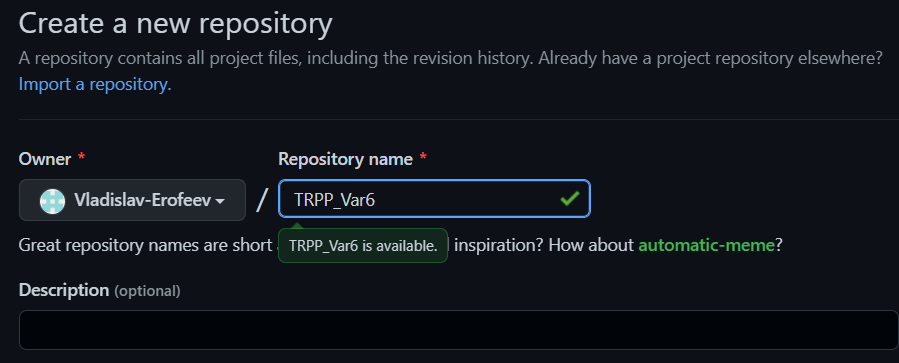 Create a new repository
A repository contains all project files, including the revision history. Already have a project repository elsewhere?
Import a repository.
Owner * Repository name *
Vladislav-Erofeev / TRPP_Var6
Great repository names are short inspiration? How about automatic-meme?
TRPP_Var6 is available.
Description (optional)